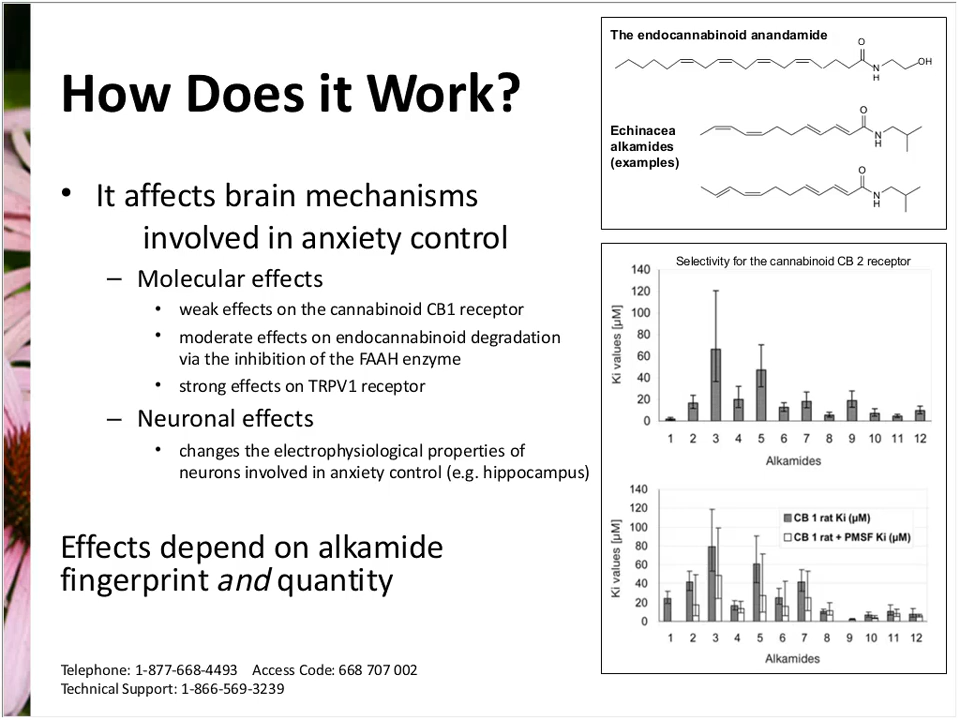 How Does it Work?
• It affects brain mechanisms
involved in anxiety control
– Molecular effects
• weak effects on the cannabinoid CB1 receptor
• moderate effects on endocannabinoid degradation
via the inhibition of the FAAH enzyme
• strong effects on TRPV1 receptor
– Neuronal effects
• changes the electrophysiological properties of
neurons involved in anxiety control (e.g. hippocampus)
Effects depend on alkamide
fingerprint and quantity
Telephone: 1-877-668-4493 Access Code: 668 707 002
Technical Support: 1-866-569-3239
The endocannabinoid anandamide
O
N
H
OH
Echinacea
alkamides
(examples)
O
N
H
O
N
H
Selectivity for the cannabinoid CB 2 receptor
Ki values [µM]
140
120
100
80
60
40
20
0
1 2 3 4 5 6 7 8 9 10 11 12
Alkamides
Ki values [µM]
140
120
100
80
60
40
20
0
CB 1 rat Ki (µM)
CB 1 rat + PMSF Ki (µM)
1 2 3 4 5 6 7 8 9 10 11 12
Alkamides